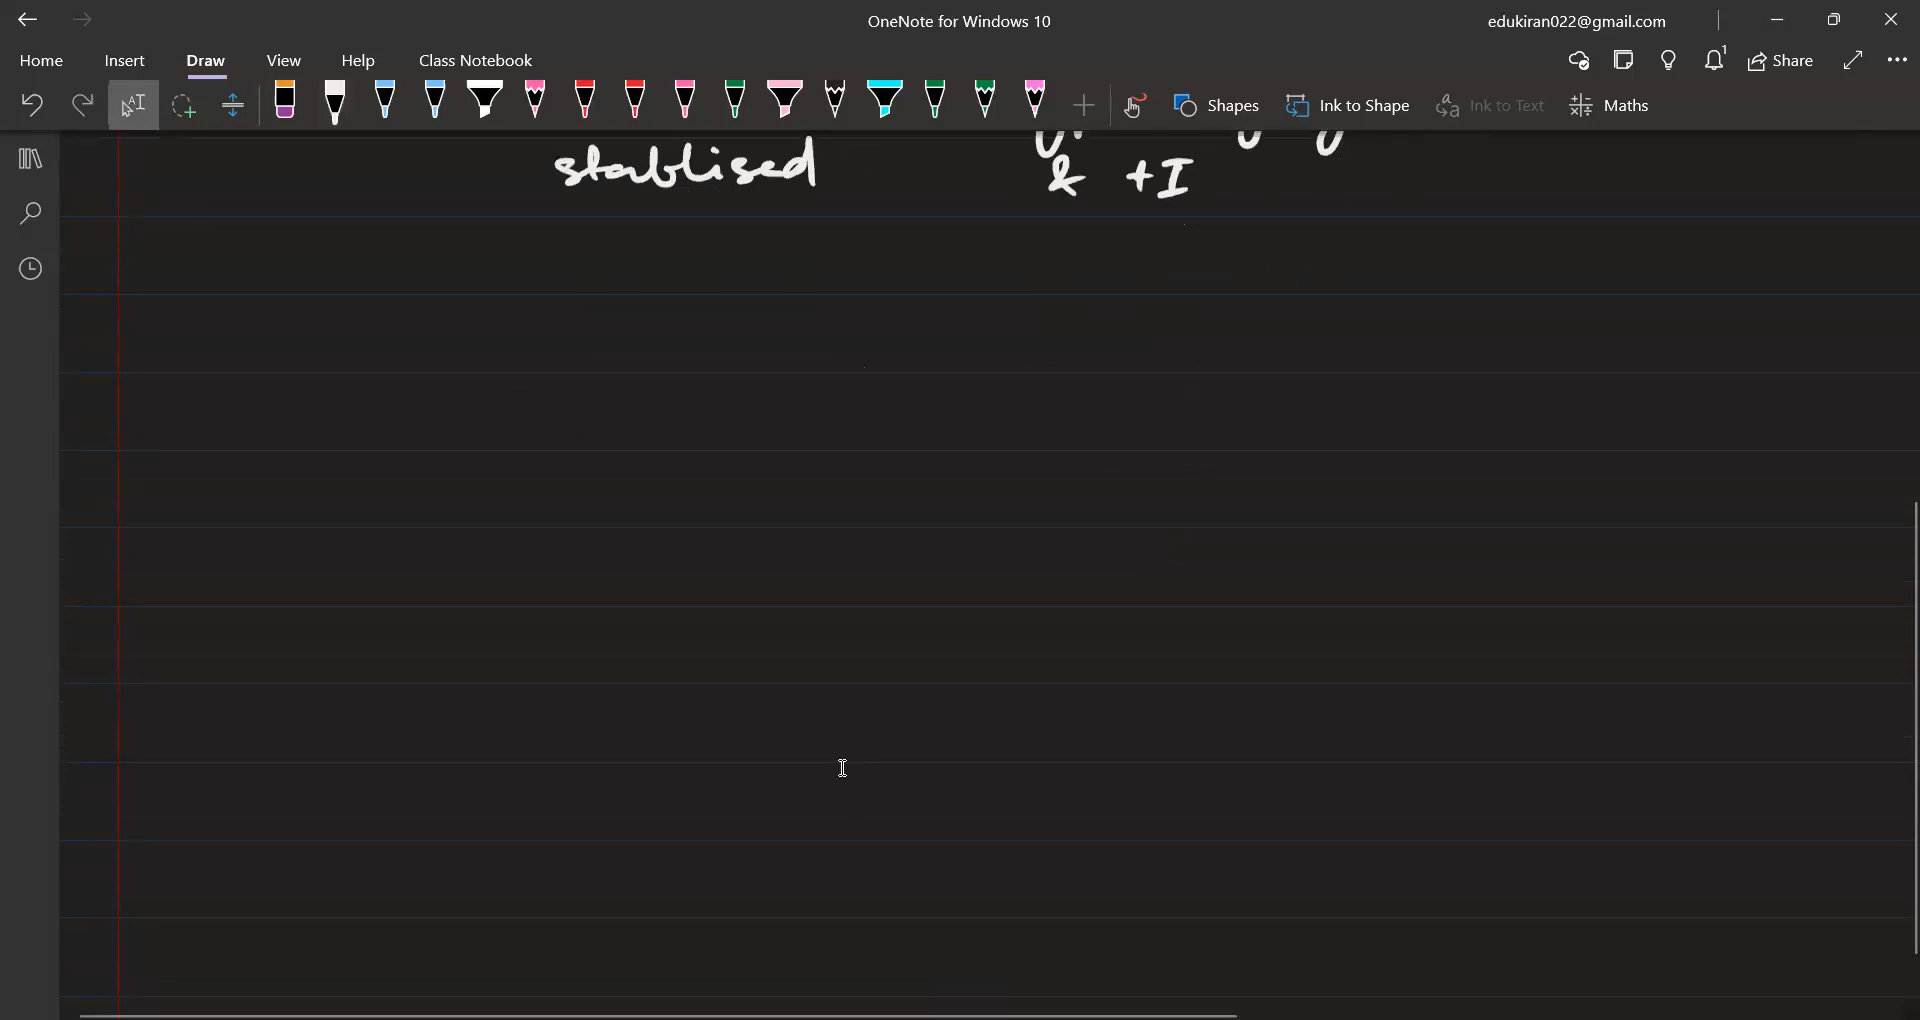 OneNote for Windows 10
edukiran022@gmail.com
Home Insert Draw View Help Class Notebook
1
Share
Shapes
Ink to Shape
Ink to Text
Maths
stablised
& +I